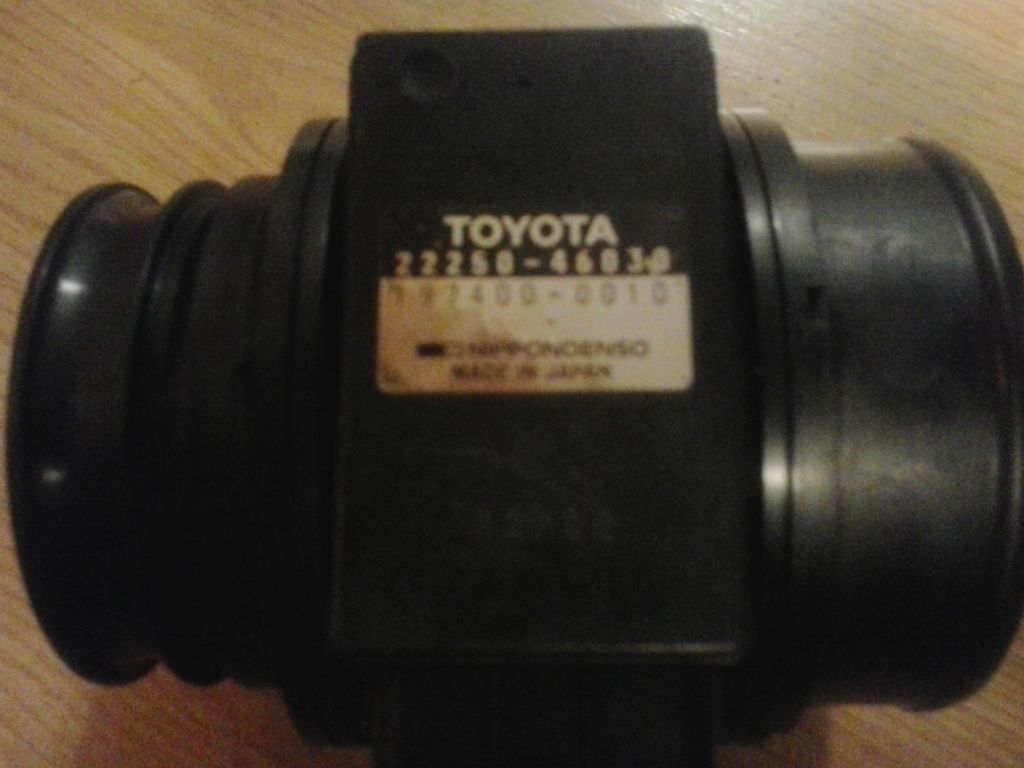 TOYOTA
22250-46030
197400-0010
NIPPONDENSO
MADE IN JAPAN